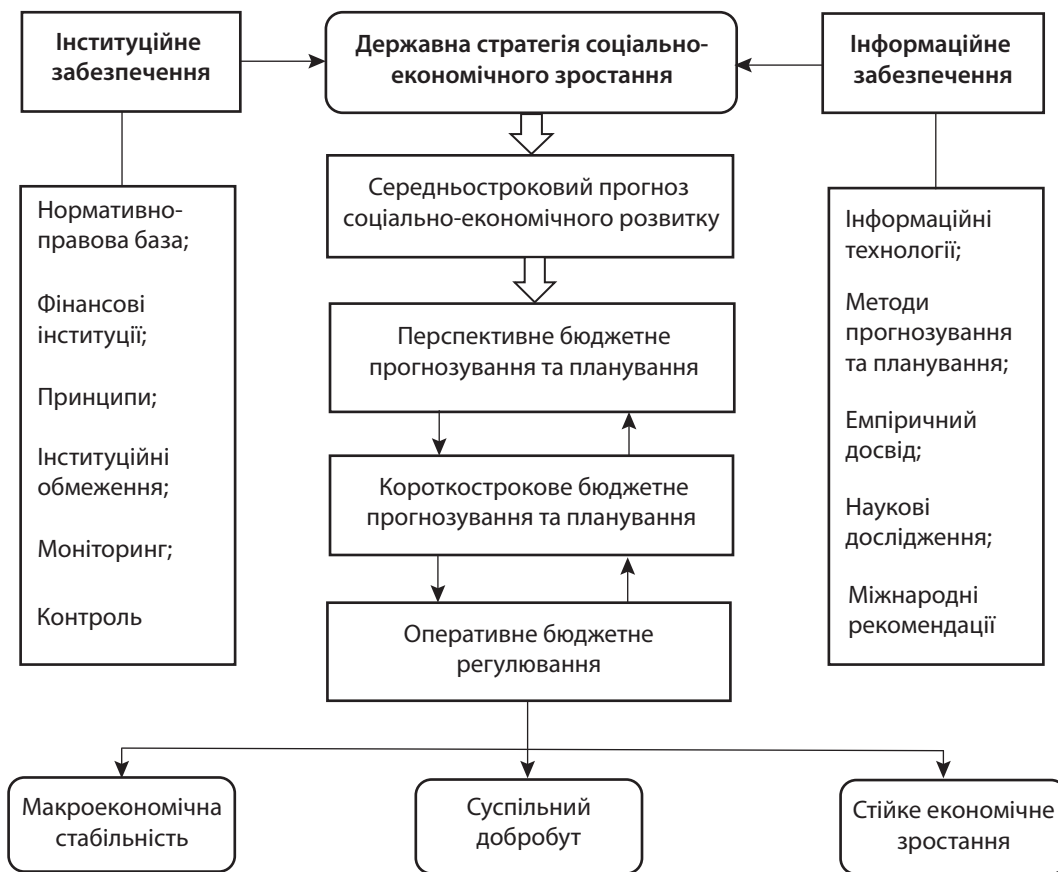 Інституційне
забезпечення
Державна стратегія соціально-
економічного зростання
Інформаційне
забезпечення
Середньостроковий прогноз
соціально-економічного розвитку
Нормативно-
правова база;
Фінансові
інституції;
Принципи;
Інституційні
обмеження;
Моніторинг;
Контроль
Перспективне бюджетне
прогнозування та планування
Короткострокове бюджетне
прогнозування та планування
Оперативне бюджетне
регулювання
Інформаційні
технології;
Методи
прогнозування
та планування;
Емпіричний
досвід;
Наукові
дослідження;
Міжнародні
рекомендації
Макроекономічна
стабільність
Суспільний
добробут
Стійке економічне
зростання